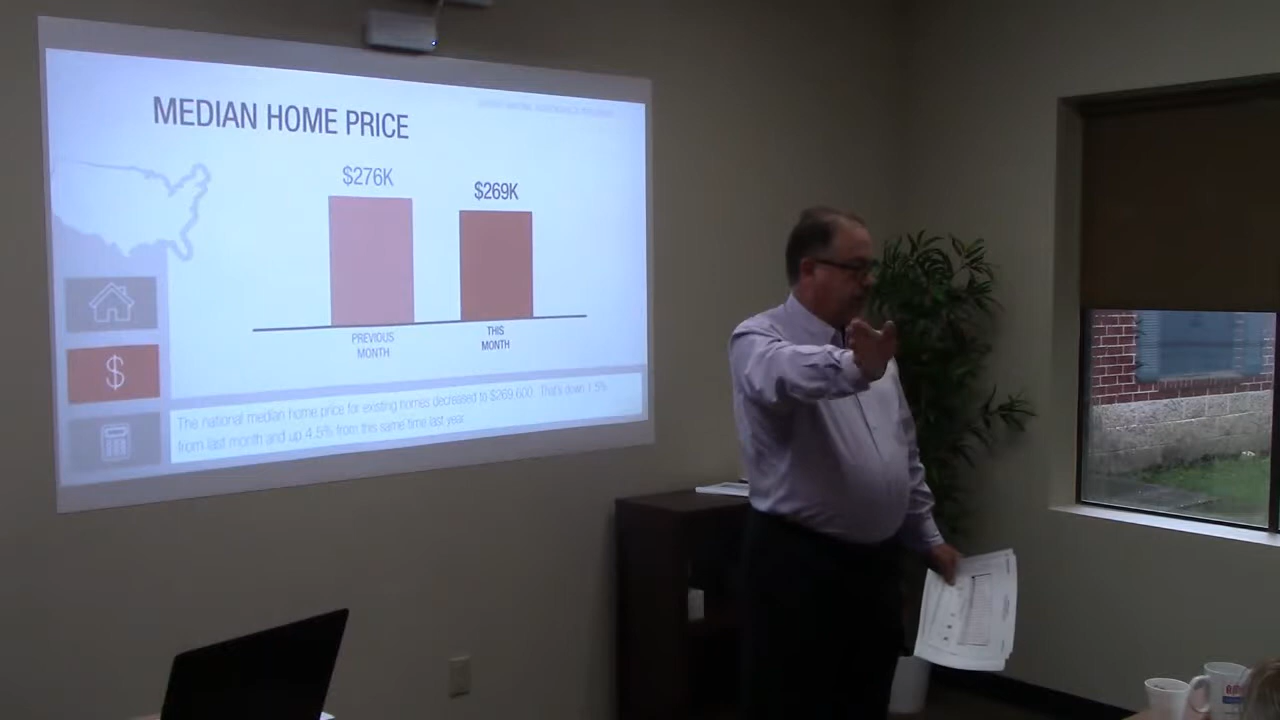 MEDIAN HOME PRICE
$276K
$269K
PREVIOUS
MONTH
THIS
MONTH
$
The national median home price for existing homes decreased to $269,600. That's down 1.5%
from last month and up 4.5% from this same time last year.